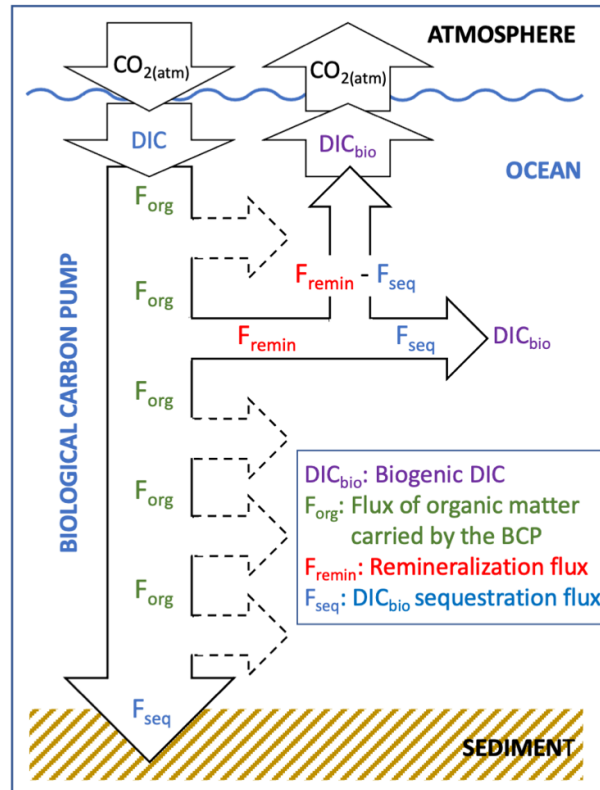 ATMOSPHERE
CO2(atm)
CO2(atm)
DIC
DICbio
OCEAN
BIOLOGICAL CARBON PUMP
Forg
Forg
Fremin - Fseq
Fremin
Fseq
DICbio
Forg
Forg
Forg
DICbio: Biogenic DIC
Forg: Flux of organic matter
carried by the BCP
Fremin: Remineralization flux
Fseq: DICbio sequestration flux
Fseq
SEDIMENT